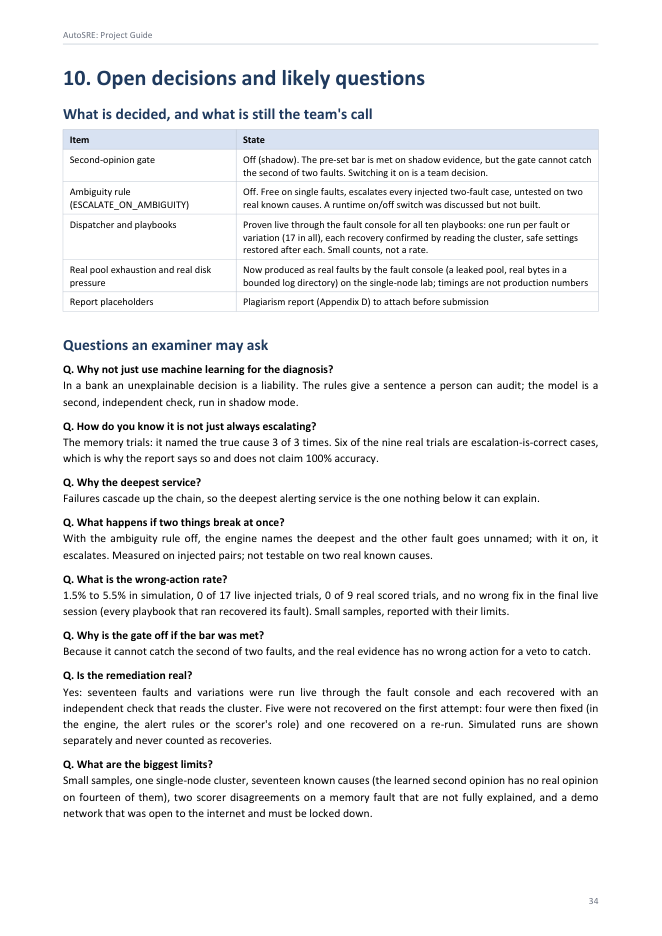 AutoSRE: Project Guide
10. Open decisions and likely questions
What is decided, and what is still the team's call
Item State
Second-opinion gate Off (shadow). The pre-set bar is met on shadow evidence, but the gate cannot catch
the second of two faults. Switching it on is a team decision.
Ambiguity rule Off. Free on single faults, escalates every injected two-fault case, untested on two
(ESCALATE_ON_AMBIGUITY) real known causes. A runtime on/off switch was discussed but not built.
Dispatcher and playbooks Proven live through the fault console for all ten playbooks: one run per fault or
variation (17 in all), each recovery confirmed by reading the cluster, safe settings
restored after each. Small counts, not a rate.
Real pool exhaustion and real disk Now produced as real faults by the fault console (a leaked pool, real bytes in a
pressure bounded log directory) on the single-node lab; timings are not production numbers
Report placeholders Plagiarism report (Appendix D) to attach before submission
Questions an examiner may ask
Q. Why not just use machine learning for the diagnosis?
In a bank an unexplainable decision is a liability. The rules give a sentence a person can audit; the model is a
second, independent check, run in shadow mode.
Q. How do you know it is not just always escalating?
The memory trials: it named the true cause 3 of 3 times. Six of the nine real trials are escalation-is-correct cases,
which is why the report says so and does not claim 100% accuracy.
Q. Why the deepest service?
Failures cascade up the chain, so the deepest alerting service is the one nothing below it can explain.
Q. What happens if two things break at once?
With the ambiguity rule off, the engine names the deepest and the other fault goes unnamed; with it on, it
escalates. Measured on injected pairs; not testable on two real known causes.
Q. What is the wrong-action rate?
1.5% to 5.5% in simulation, 0 of 17 live injected trials, 0 of 9 real scored trials, and no wrong fix in the final live
session (every playbook that ran recovered its fault). Small samples, reported with their limits.
Q. Why is the gate off if the bar was met?
Because it cannot catch the second of two faults, and the real evidence has no wrong action for a veto to catch.
Q. Is the remediation real?
Yes: seventeen faults and variations were run live through the fault console and each recovered with an
independent check that reads the cluster. Five were not recovered on the first attempt: four were then fixed (in
the engine, the alert rules or the scorer's role) and one recovered on a re-run. Simulated runs are shown
separately and never counted as recoveries.
Q. What are the biggest limits?
Small samples, one single-node cluster, seventeen known causes (the learned second opinion has no real opinion
on fourteen of them), two scorer disagreements on a memory fault that are not fully explained, and a demo
network that was open to the internet and must be locked down.
34